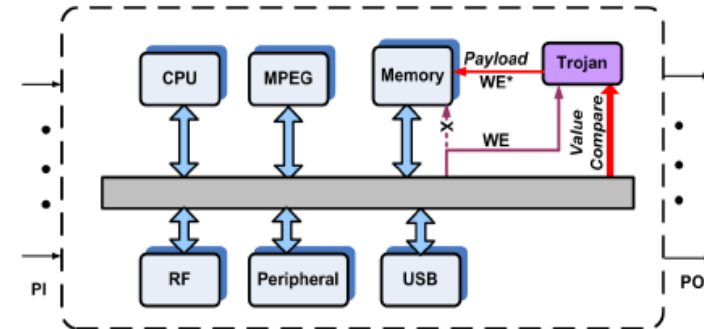 CPU
MPEG
Memory
Payload
WE*
Trojan
X
WE
Value
Compare
RF
Peripheral
USB
PI
PO